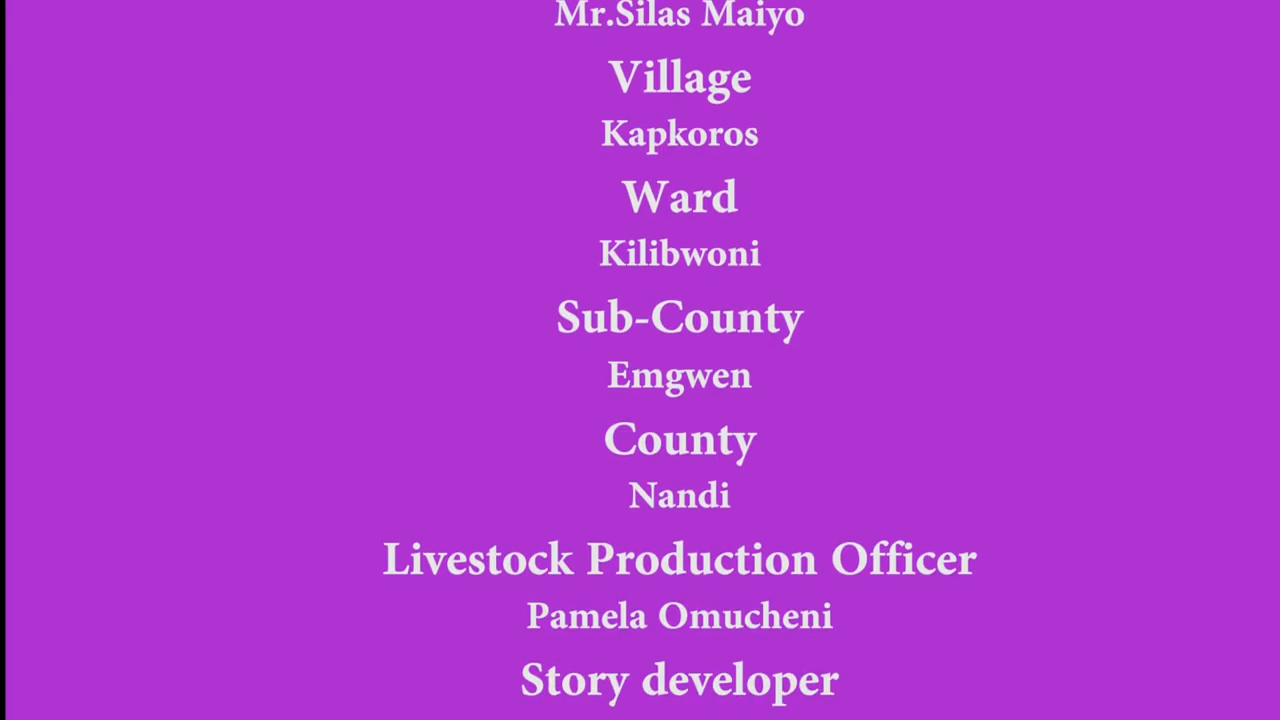 Mr.Silas Maiyo
Village
Kapkoros
Ward
Kilibwoni
Sub-County
Emgwen
County
Nandi
Livestock Production Officer
Pamela Omucheni
Story developer